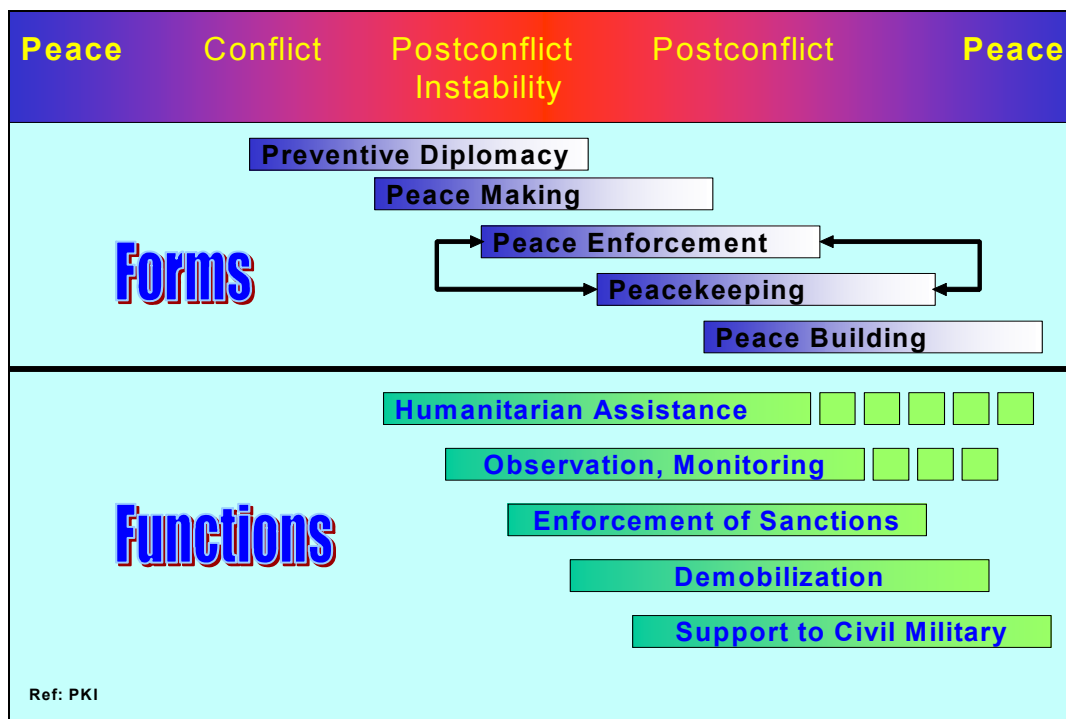 Peace Conflict Postconflict Postconflict Peace
Instability
Preventive Diplomacy
Peace Making
Peace Enforcement
Forms
Peacekeeping
Peace Building
Humanitarian Assistance
Observation, Monitoring
Functions
Enforcement of Sanctions
Demobilization
Support to Civil Military
Ref: PKI